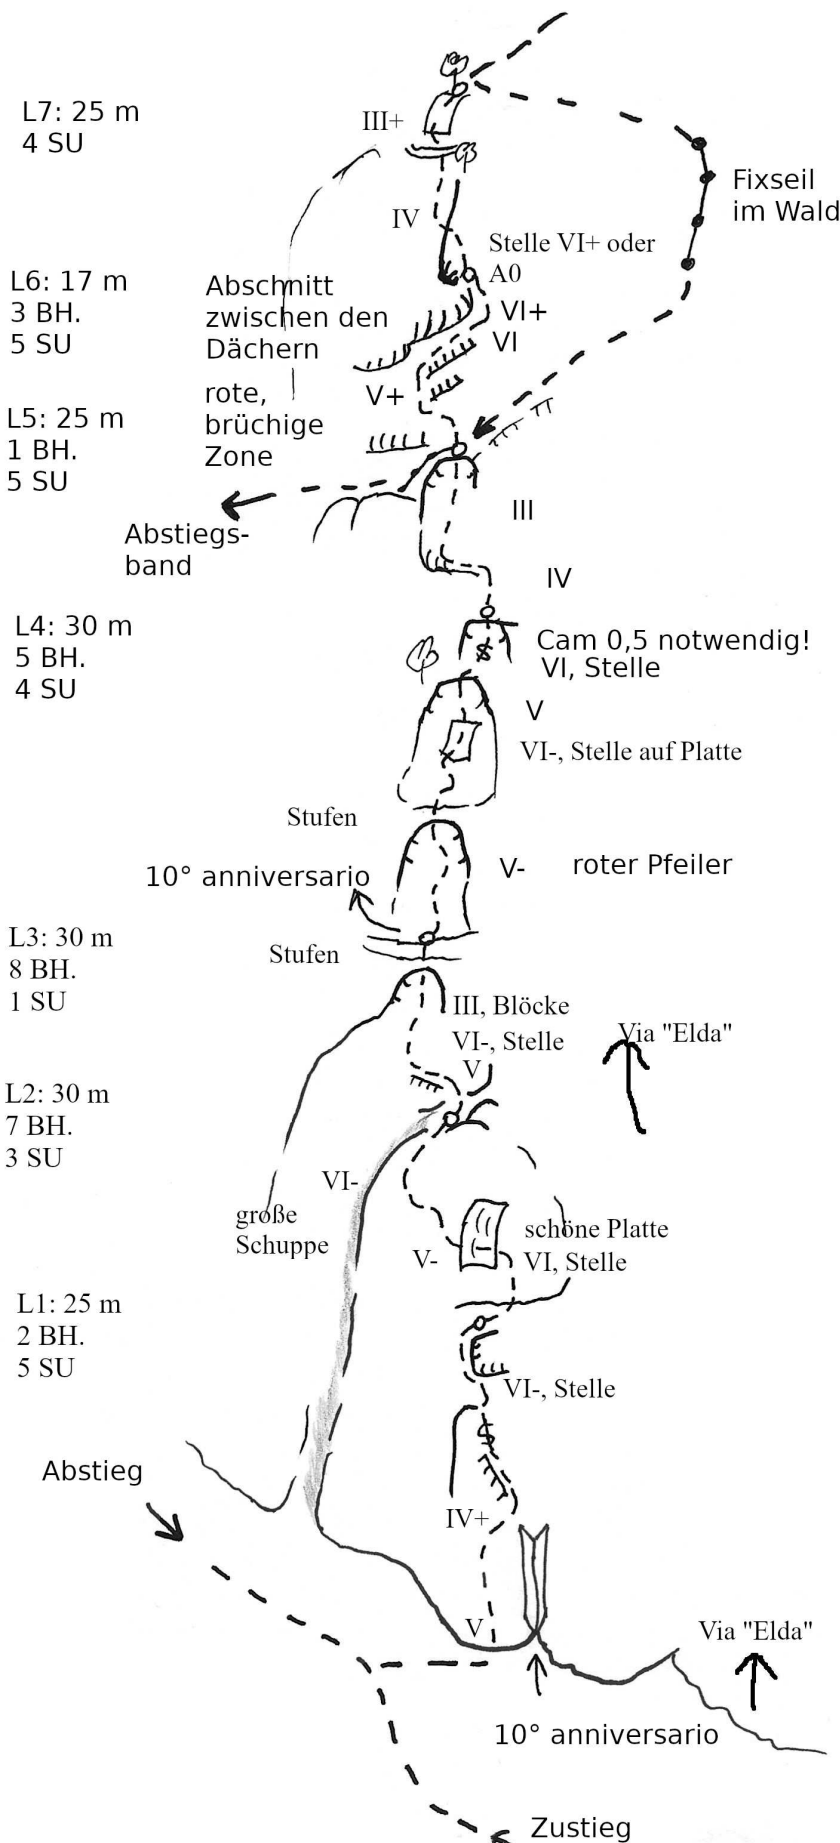 L7: 25 m
4 SU
III+
Fixseil
im Wald
IV
Stelle VI+ oder
A0
L6: 17 m
3 BH.
5 SU
Abschnitt
zwischen den
Dächern
VI+
VI
V+
rote,
brüchige
Zone
L5: 25 m
1 BH.
5 SU
III
Abstiegs-
band
IV
L4: 30 m
5 BH.
4 SU
Cam 0,5 notwendig!
VI, Stelle
V
VI-, Stelle auf Platte
Stufen
V-
roter Pfeiler
10° anniversario
L3: 30 m
8 BH.
1 SU
Stufen
III, Blöcke
VI-, Stelle
V
Via "Elda"
L2: 30 m
7 BH.
3 SU
VI-
große
Schuppe
schöne Platte
V-
VI, Stelle
L1: 25 m
2 BH.
5 SU
VI-, Stelle
Abstieg
IV+
V
Via "Elda"
10° anniversario
Zustieg